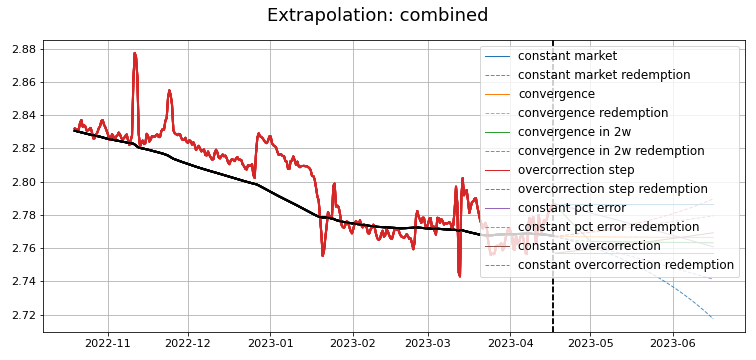 Extrapolation: combined
2.88
2.86
2.84
2.82
2.80
2.78
2.76
2.74
2.72
constant market
constant market redemption
convergence
convergence redemption
convergence in 2w
convergence in 2w redemption
overcorrection step
overcorrection step redemption
constant pct error
constant pct error redemption
constant overcorrection
constant overcorrection redemption
2022-11 2022-12 2023-01 2023-02 2023-03 2023-04 2023-05 2023-06